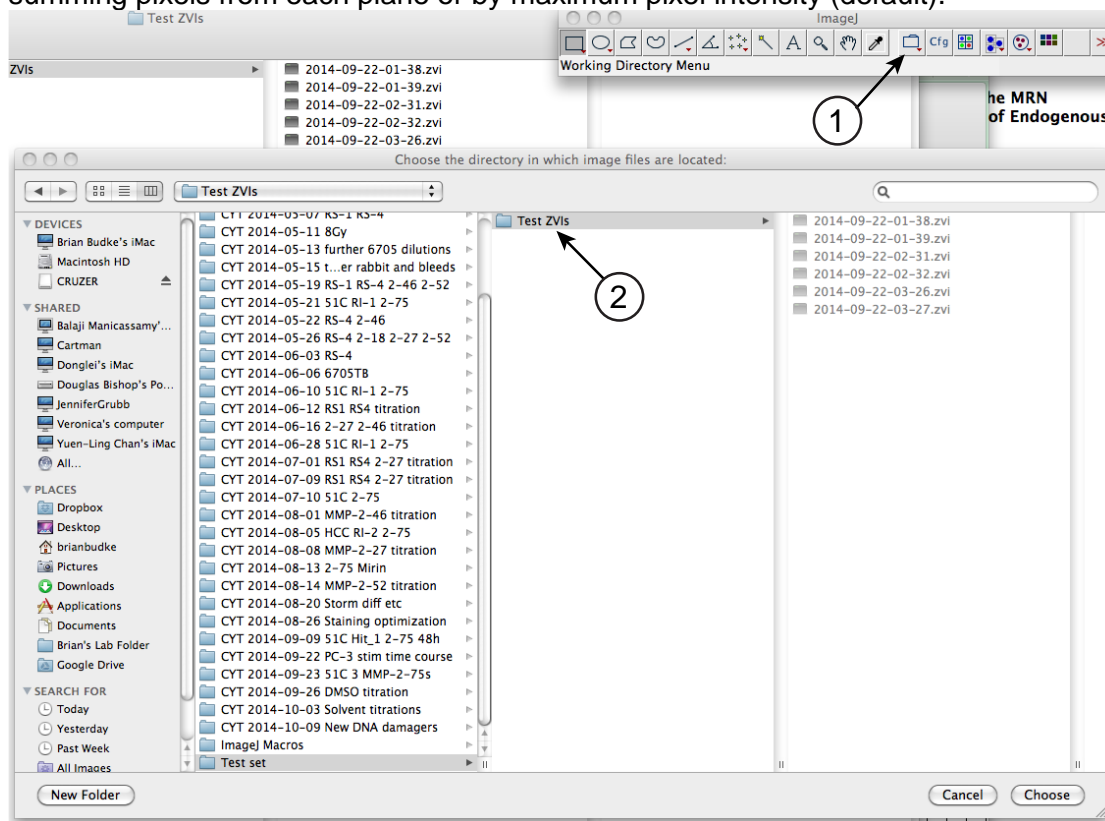 summing pixels from each plane or by maximum pixel intensity (default).
Test ZVIs
ImageJ
Cfg
Working Directory Menu
ZVIs
2014-09-22-01-38.zvi
2014-09-22-01-39.zvi
2014-09-22-02-31.zvi
2014-09-22-02-32.zvi
2014-09-22-03-26.zvi
1
he MRN
of Endogenous
Choose the directory in which image files are located:
Test ZVIs
DEVICES
Brian Budke's iMac
Macintosh HD
CRUZER
SHARED
Balaji Manicassamy'...
Cartman
Donglei's iMac
Douglas Bishop's Po...
JenniferGrubb
Veronica's computer
Yuen-Ling Chan's iMac
All...
PLACES
Dropbox
Desktop
brianbudke
Pictures
Downloads
Applications
Documents
Brian's Lab Folder
Google Drive
SEARCH FOR
Today
Yesterday
Past Week
All Images
CYT 2014-05-07 RS-1 RS-4
CYT 2014-05-11 8Gy
CYT 2014-05-13 further 6705 dilutions
CYT 2014-05-15 t...er rabbit and bleeds
CYT 2014-05-19 RS-1 RS-4 2-46 2-52
CYT 2014-05-21 51C RI-1 2-75
CYT 2014-05-22 RS-4 2-46
CYT 2014-05-26 RS-4 2-18 2-27 2-52
CYT 2014-06-03 RS-4
CYT 2014-06-06 6705TB
CYT 2014-06-10 51C RI-1 2-75
CYT 2014-06-12 RS1 RS4 titration
CYT 2014-06-16 2-27 2-46 titration
CYT 2014-06-28 51C RI-1 2-75
CYT 2014-07-01 RS1 RS4 2-27 titration
CYT 2014-07-09 RS1 RS4 2-27 titration
CYT 2014-07-10 51C 2-75
CYT 2014-08-01 MMP-2-46 titration
CYT 2014-08-05 HCC RI-2 2-75
CYT 2014-08-08 MMP-2-27 titration
CYT 2014-08-13 2-75 Mirin
CYT 2014-08-14 MMP-2-52 titration
CYT 2014-08-20 Storm diff etc
CYT 2014-08-26 Staining optimization
CYT 2014-09-09 51C Hit_1 2-75 48h
CYT 2014-09-22 PC-3 stim time course
CYT 2014-09-23 51C 3 MMP-2-75s
CYT 2014-09-26 DMSO titration
CYT 2014-10-03 Solvent titrations
CYT 2014-10-09 New DNA damagers
ImageJ Macros
Test set
Test ZVIs
2
2014-09-22-01-38.zvi
2014-09-22-01-39.zvi
2014-09-22-02-31.zvi
2014-09-22-02-32.zvi
2014-09-22-03-26.zvi
2014-09-22-03-27.zvi
New Folder
Cancel
Choose